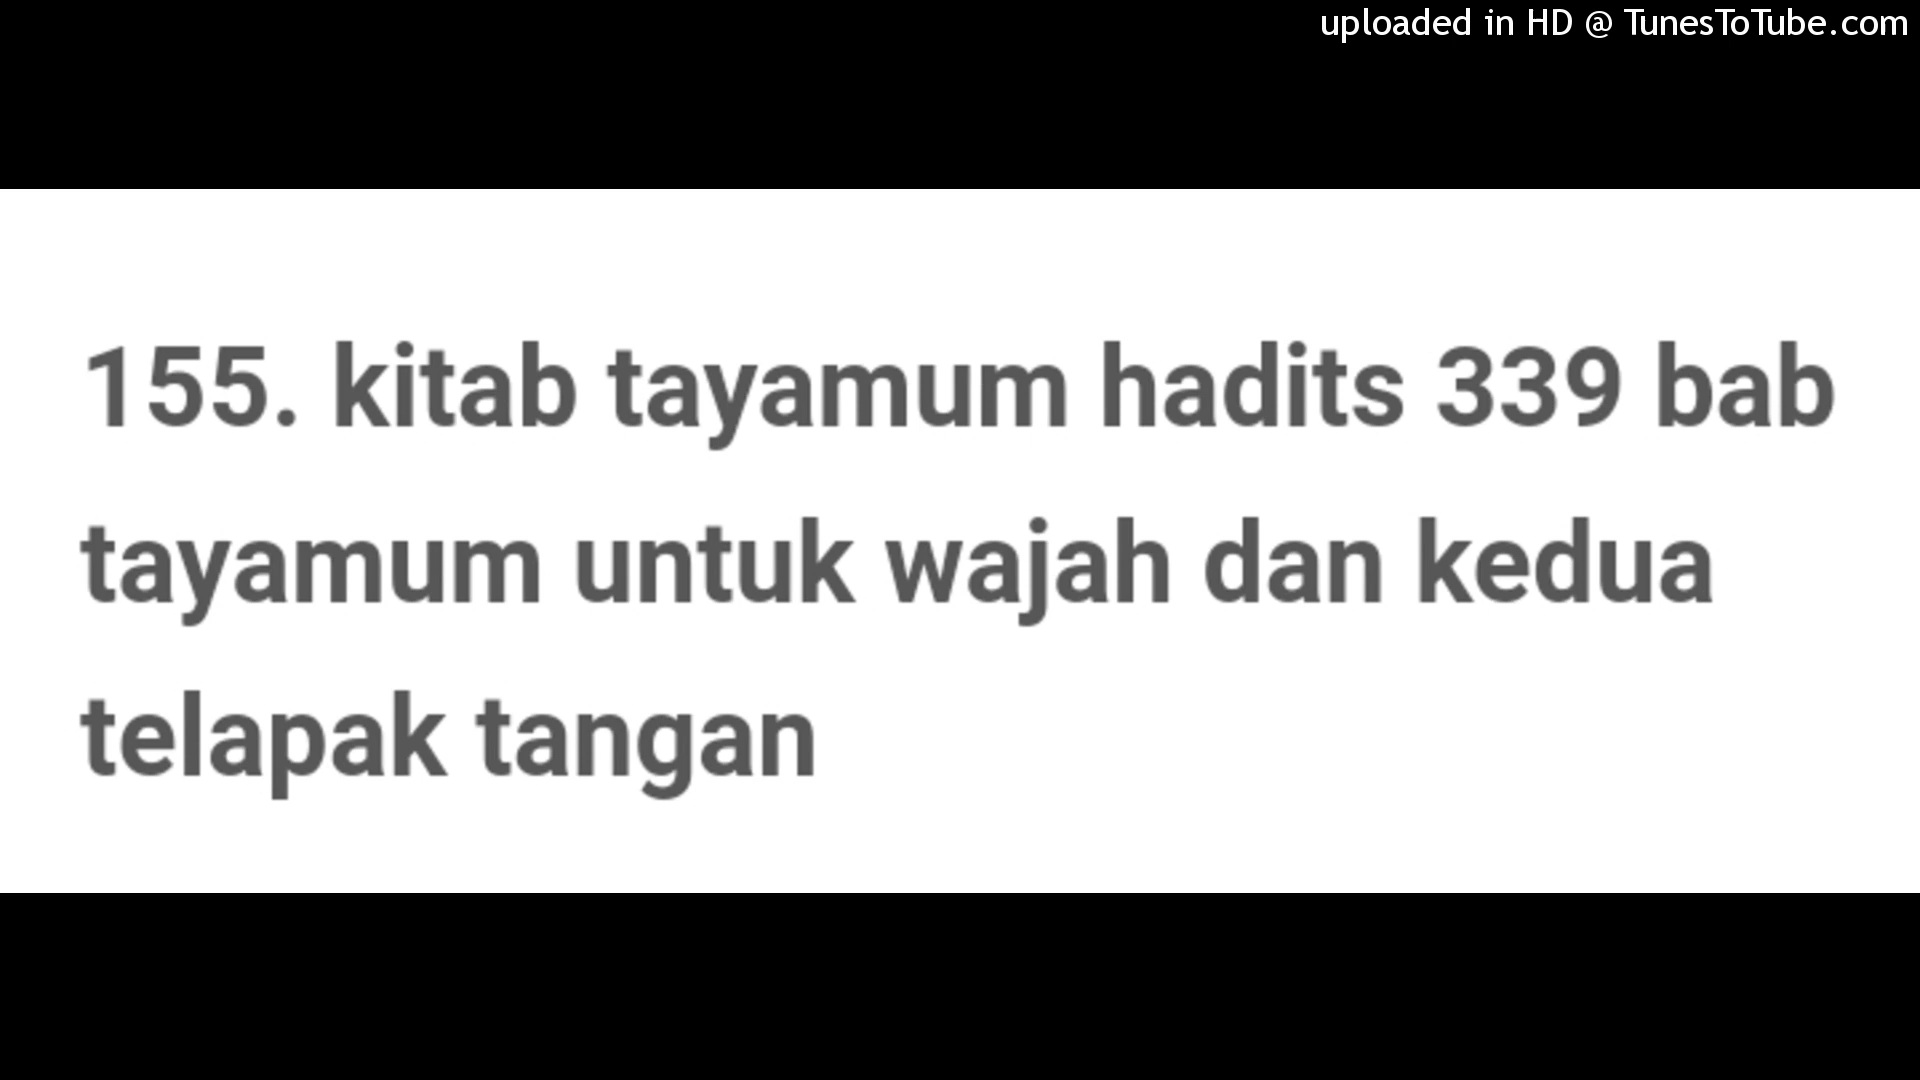 uploaded in HD @ TunesToTube.com
155. kitab tayamum hadits 339 bab
tayamum untuk wajah dan kedua
telapak tangan